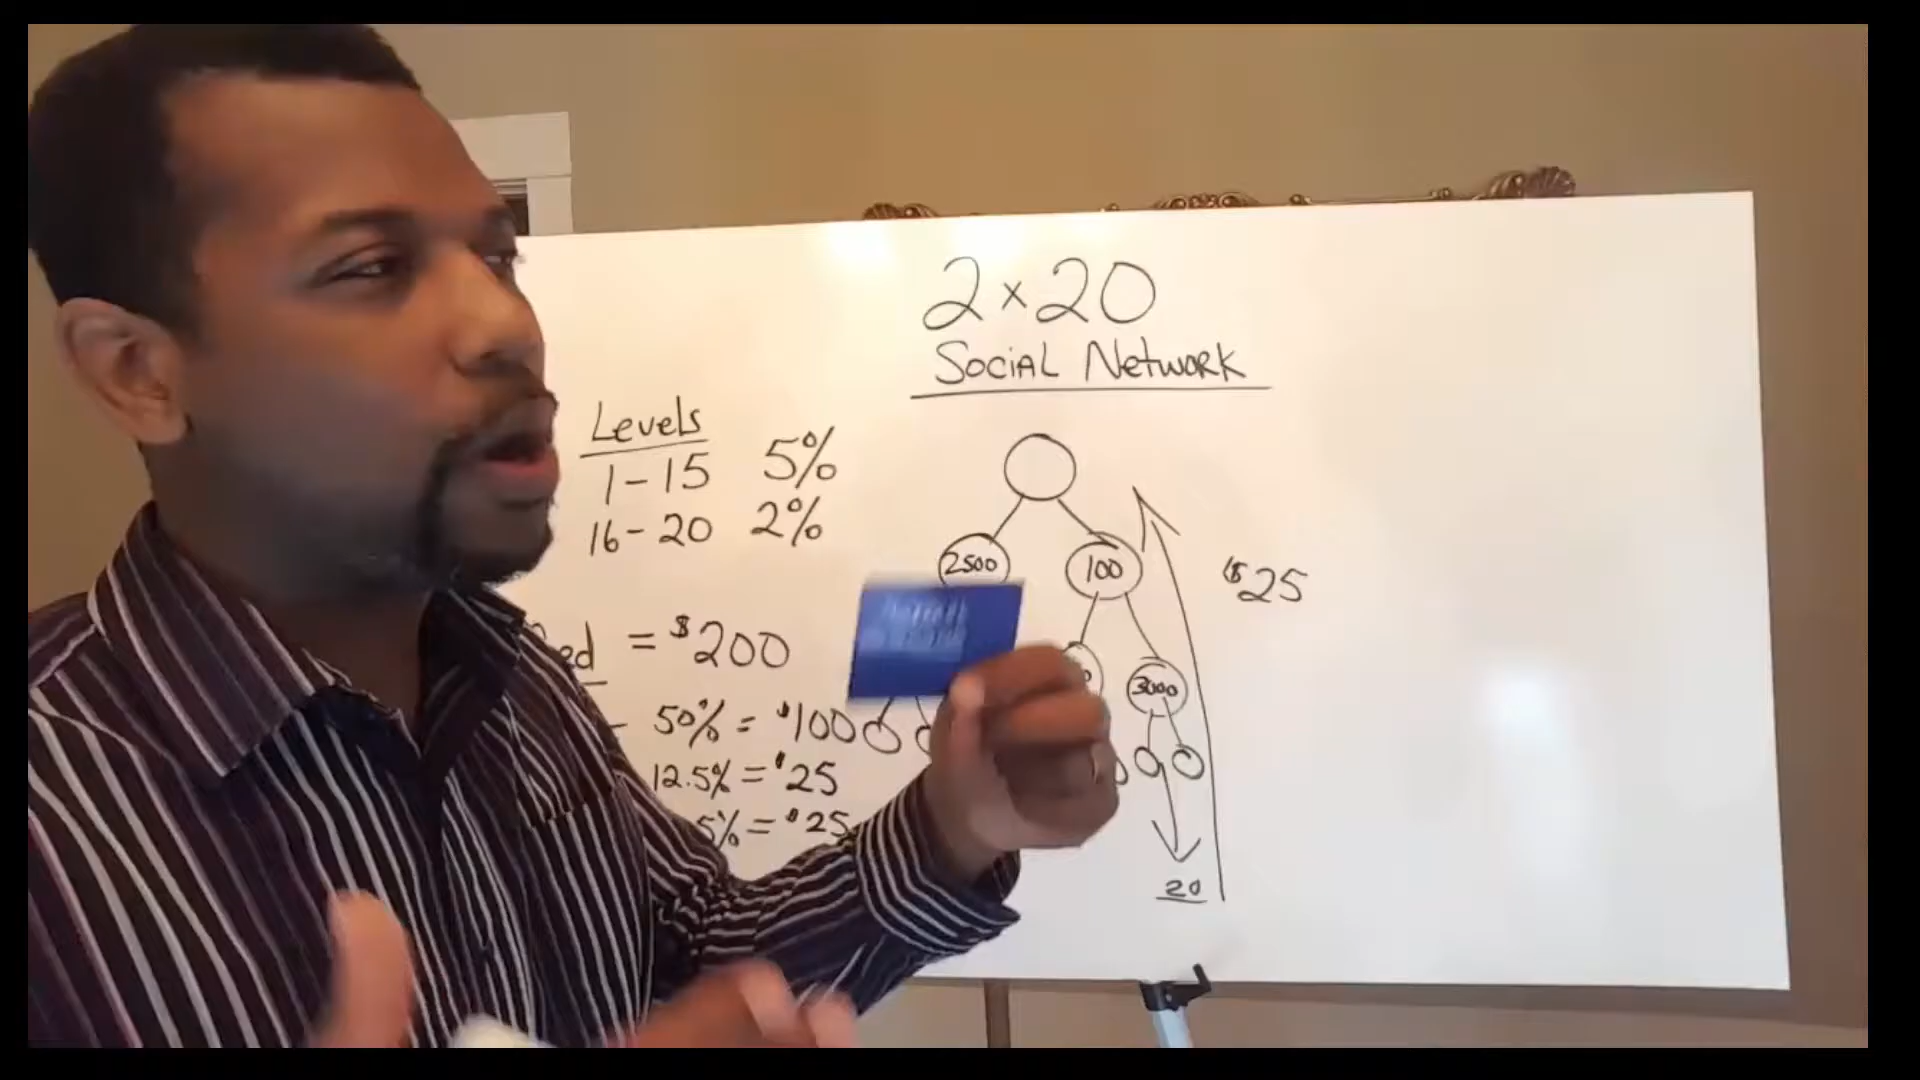 2×20
Social Network
Levels
1-15 5%
16-20 2%
2500
100
$25
= $200
3000
50% = $100
12.5% = $25
5% = $25
20